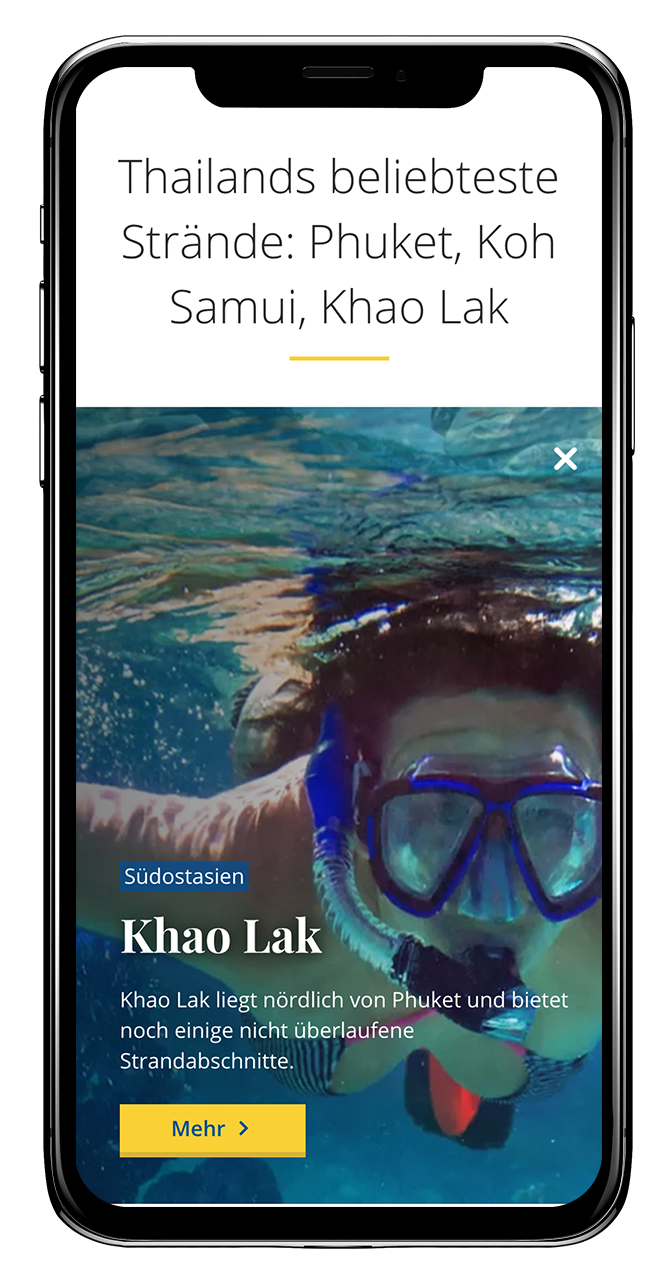 Thailands beliebteste
Strände: Phuket, Koh
Samui, Khao Lak
Südostasien
Khao Lak
Khao Lak liegt nördlich von Phuket und bietet
noch einige nicht überlaufene
Strandabschnitte.
Mehr